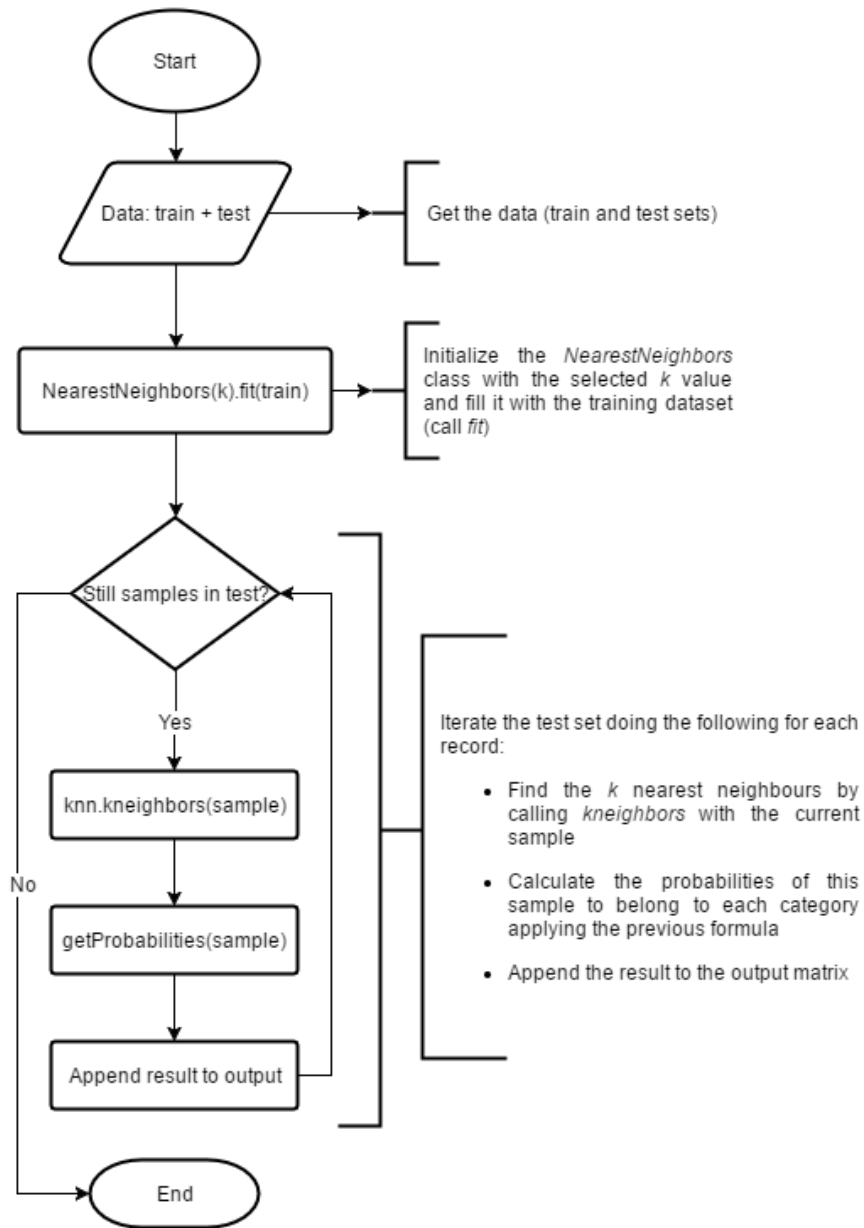 Start
Data: train + test
Get the data (train and test sets)
NearestNeighbors(k).fit(train)
Initialize the NearestNeighbors
class with the selected k value
and fill it with the training dataset
(call fit)
Still samples in test?
Yes
No
knn.kneighbors(sample)
getProbabilities(sample)
Append result to output
Iterate the test set doing the following for each
record:
• Find the k nearest neighbours by
calling kneighbors with the current
sample
• Calculate the probabilities of this
sample to belong to each category
applying the previous formula
• Append the result to the output matrix
End